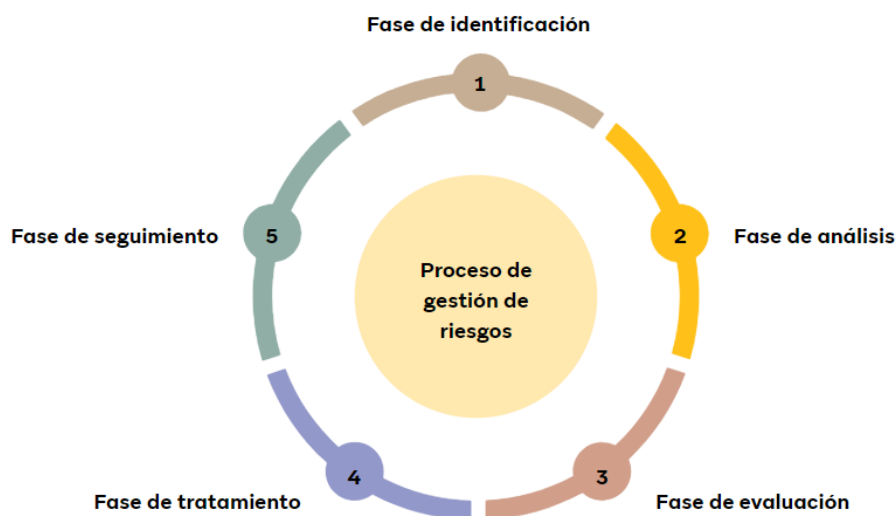 Fase de identificación
1
2
Fase de análisis
Fase de seguimiento
5
Proceso de
gestión de
riesgos
4
Fase de tratamiento
3
Fase de evaluación